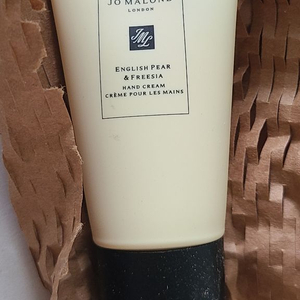 JO MALONE
LONDON
JML
ENGLISH PEAR
& FREESIA
HAND CREAM
CRÈME POUR LES MAINS